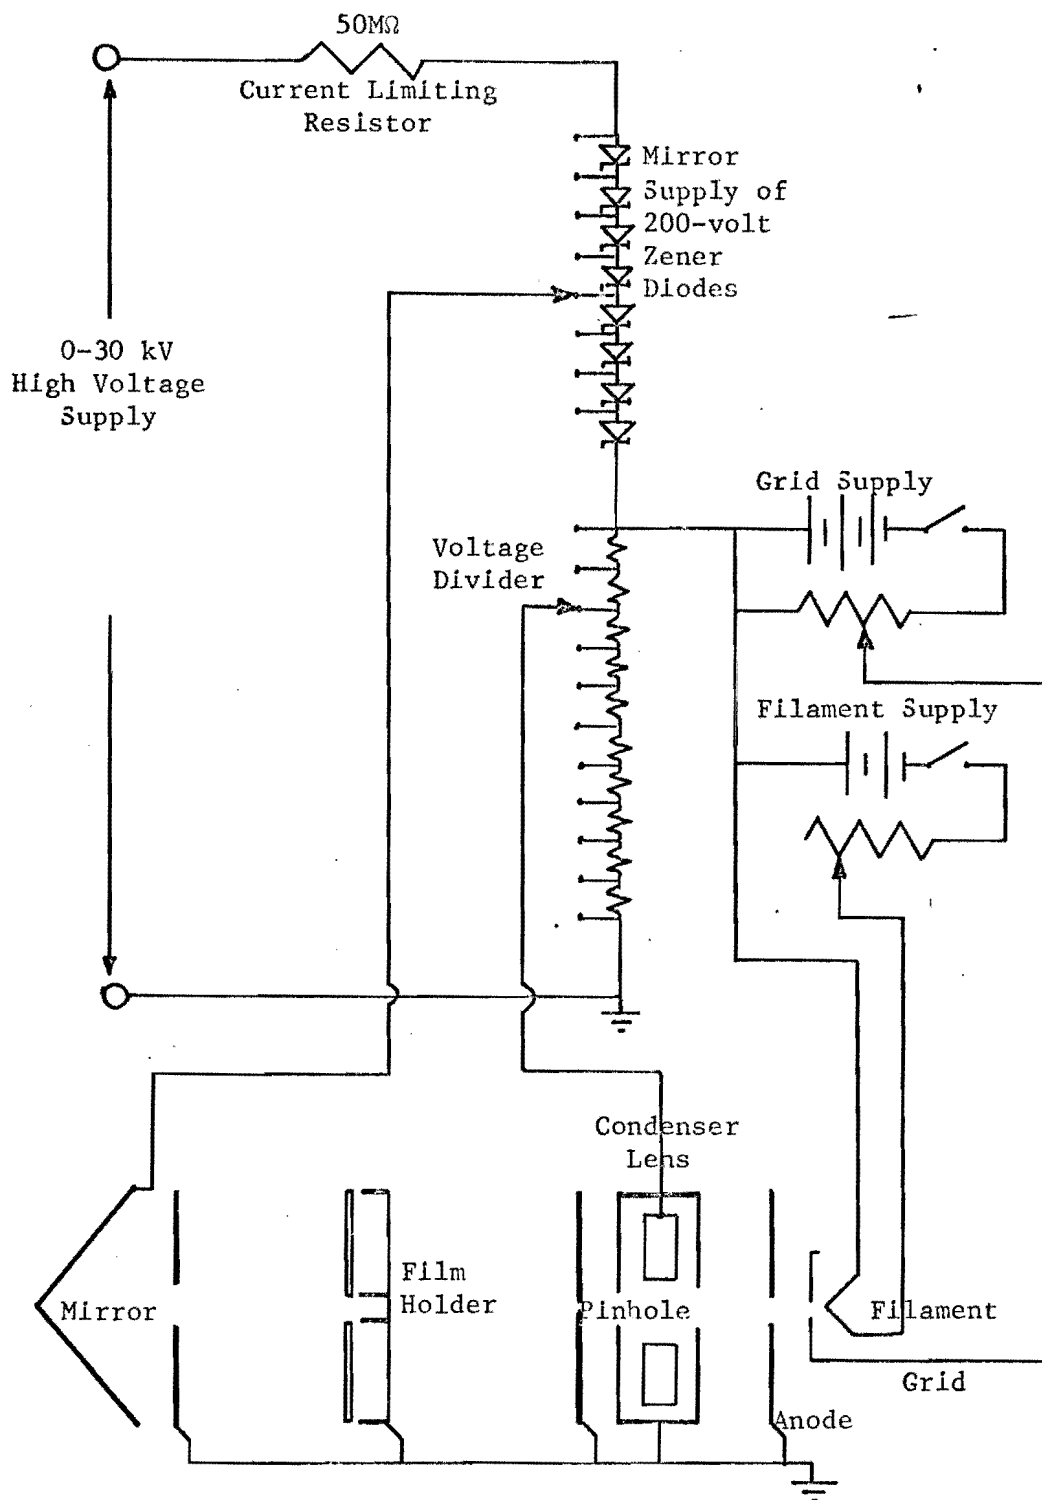 50MΩ
Current Limiting
Resistor
Mirror
Supply of
200-volt
Zener
Diodes
0-30 kV
High Voltage
Supply
Grid Supply
Voltage
Divider
Filament Supply
Condenser
Lens
Mirror
Film
Holder
Pinhole
Filament
Grid
Anode